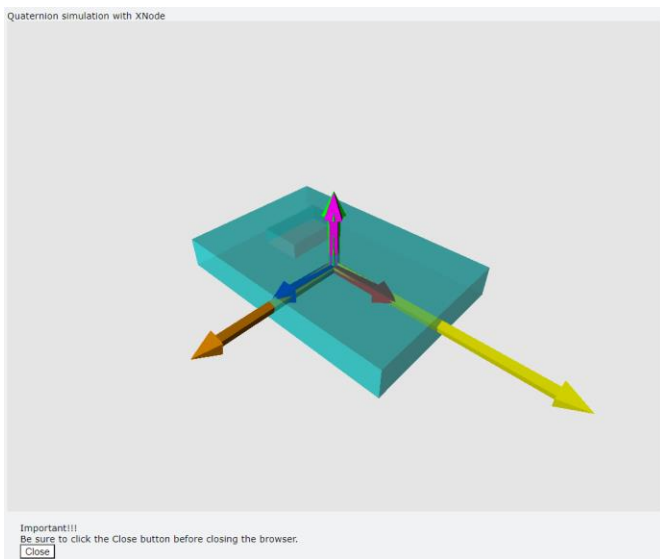 Quaternion simulation with XNode
Important!!!
Be sure to click the Close button before closing the browser.
Close